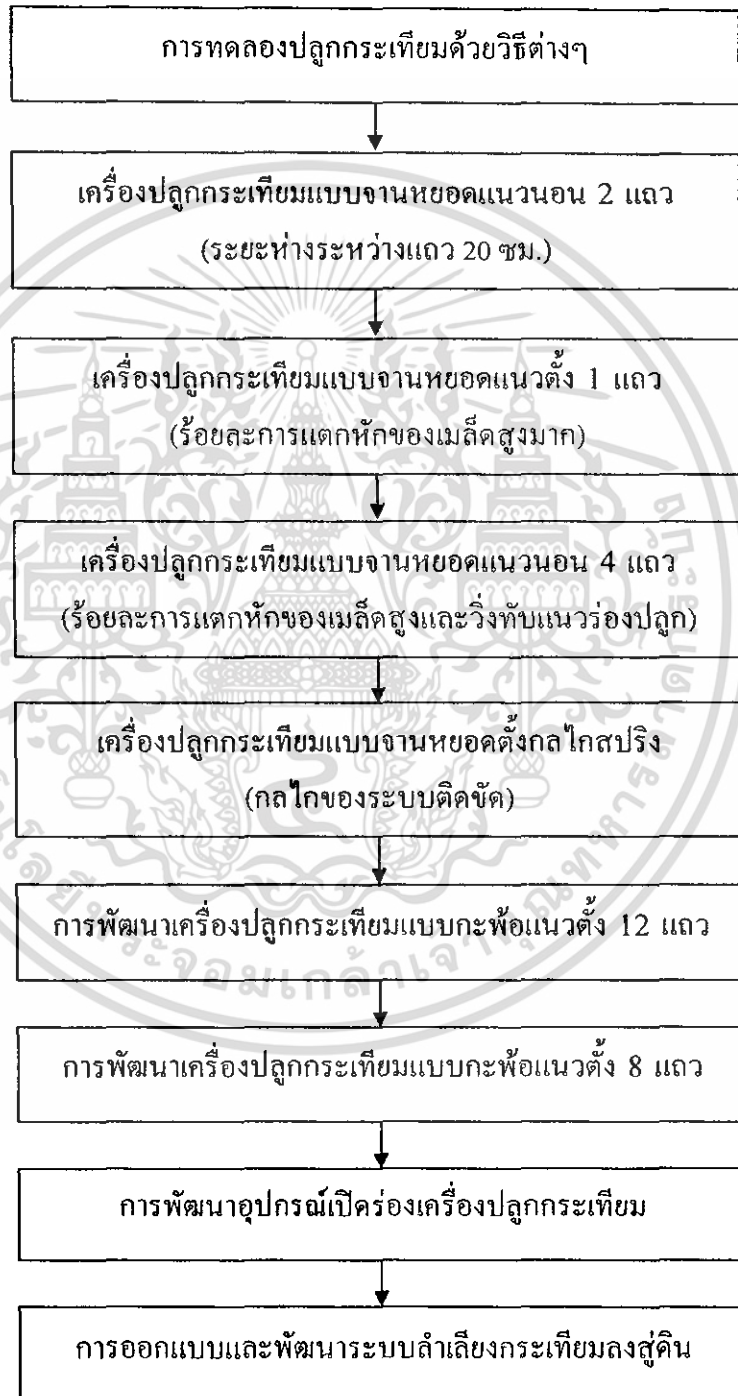 การทดลองปลูกกระเทียมด้วยวิธีต่างๆ
เครื่องปลูกกระเทียมแบบจานหยอดแนวนอน 2 แถว
(ระยะห่างระหว่างแถว 20 ซม.)
เครื่องปลูกกระเทียมแบบจานหยอดแนวตั้ง 1 แถว
(ร้อยละการแตกหักของเมล็ดสูงมาก)
เครื่องปลูกกระเทียมแบบจานหยอดแนวนอน 4 แถว
(ร้อยละการแตกหักของเมล็ดสูงและวิ่งทับแนวร่องปลูก)
เครื่องปลูกกระเทียมแบบจานหยอดตั้งกลไกสปริง
(กลไกของระบบติดขัด)
การพัฒนาเครื่องปลูกกระเทียมแบบกะพ้อแนวตั้ง 12 แถว
การพัฒนาเครื่องปลูกกระเทียมแบบกะพ้อแนวตั้ง 8 แถว
การพัฒนาอุปกรณ์เปิดร่องเครื่องปลูกกระเทียม
การออกแบบและพัฒนาระบบลำเลียงกระเทียมลงสู่ดิน